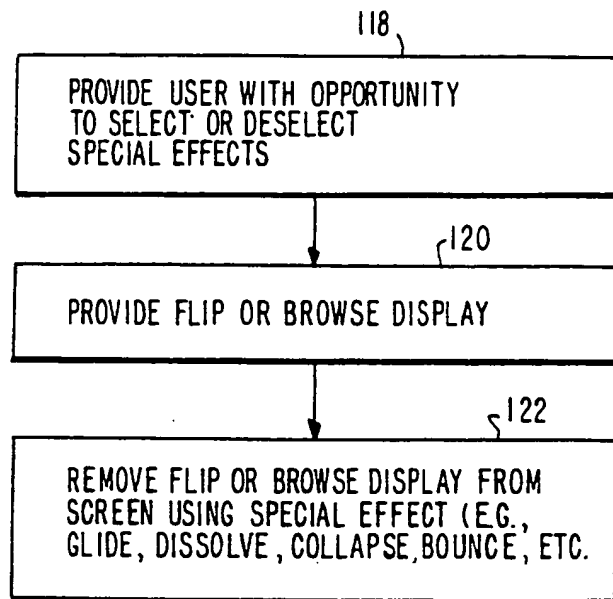 118
PROVIDE USER WITH OPPORTUNITY
TO SELECT OR DESELECT
SPECIAL EFFECTS
120
PROVIDE FLIP OR BROWSE DISPLAY
122
REMOVE FLIP OR BROWSE DISPLAY FROM
SCREEN USING SPECIAL EFFECT (E.G.,
GLIDE, DISSOLVE, COLLAPSE, BOUNCE, ETC.